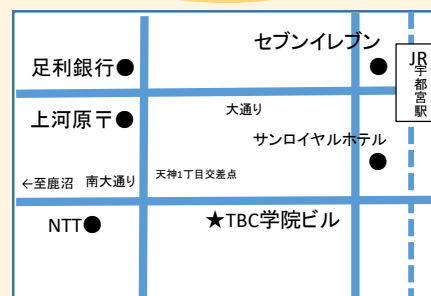 セブンイレブン
足利銀行●
●
JR
宇都宮駅
上河原〒●
大通り
サンロイヤルホテル
●
←至鹿沼 南大通り
天神1丁目交差点
NTT●
★TBC学院ビル